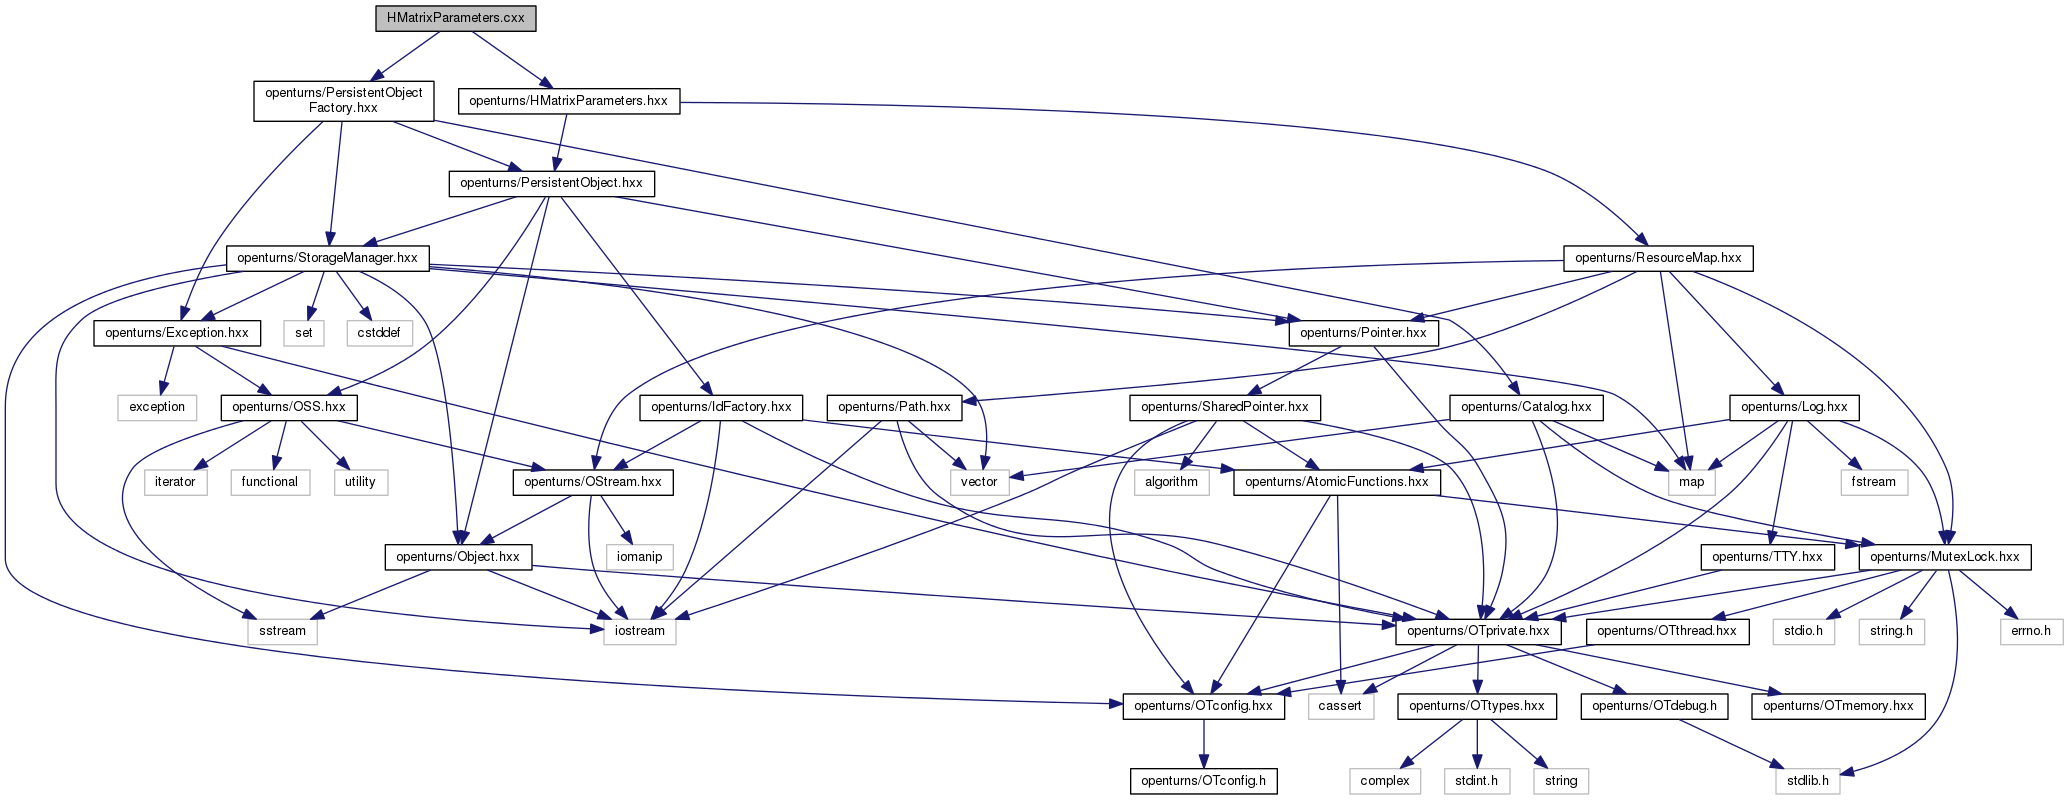 HMatrixParameters.cxx
openturns/PersistentObject
Factory.hxx
openturns/HMatrixParameters.hxx
openturns/PersistentObject.hxx
openturns/StorageManager.hxx
openturns/ResourceMap.hxx
openturns/Exception.hxx
set
cstddef
openturns/Pointer.hxx
exception
openturns/OSS.hxx
openturns/IdFactory.hxx
openturns/Path.hxx
openturns/SharedPointer.hxx
openturns/Catalog.hxx
openturns/Log.hxx
iterator
functional
utility
openturns/OStream.hxx
vector
algorithm
openturns/AtomicFunctions.hxx
map
fstream
openturns/Object.hxx
iomanip
openturns/TTY.hxx
openturns/MutexLock.hxx
sstream
iostream
openturns/OTprivate.hxx
openturns/OTthread.hxx
stdio.h
string.h
errno.h
openturns/OTconfig.hxx
cassert
openturns/OTtypes.hxx
openturns/OTdebug.h
openturns/OTmemory.hxx
openturns/OTconfig.h
complex
stdint.h
string
stdlib.h